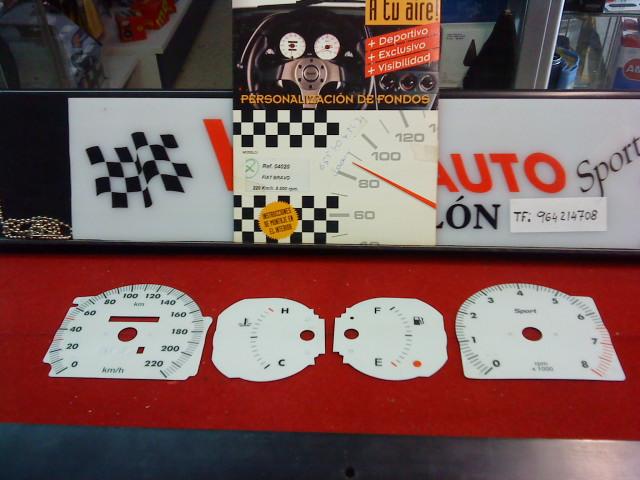 A tu aire!
+ Deportivo
+ Exclusivo
+ Visibilidad
PERSONALIZACIÓN DE FONDOS
MODELO:
Ref. 04020
FIAT BRAVO
220 Km/h. 8.000 rpm.
INSTRUCCIONES
DE MONTAJE EN
EL INTERIOR
120
100
80
60
40
AUTO Sport
LÓN
TF. 964214708
0
20
40
60
80
100
120
140
160
180
200
220
km
km/h
H
C
F
E
0
1
2
3
4
5
6
7
8
Sport
rpm
x 1000